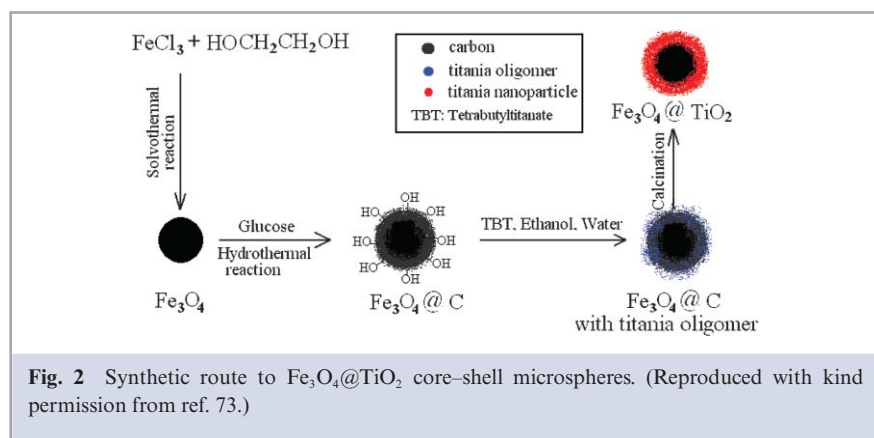 FeCl₃ + HOCH₂CH₂OH
carbon
titania oligomer
titania nanoparticle
TBT: Tetrabutyltitanate
Solvothermal
reaction
Fe₃O₄
Glucose
Hydrothermal
reaction
OH
HO
OH
HO
OH
HO
OH
HO
OH
OH
Fe₃O₄@ C
TBT, Ethanol, Water
Fe₃O₄@ TiO₂
Calcination
Fe₃O₄@ C
with titania oligomer
Fig. 2 Synthetic route to Fe₃O₄@TiO₂ core–shell microspheres. (Reproduced with kind
permission from ref. 73.)